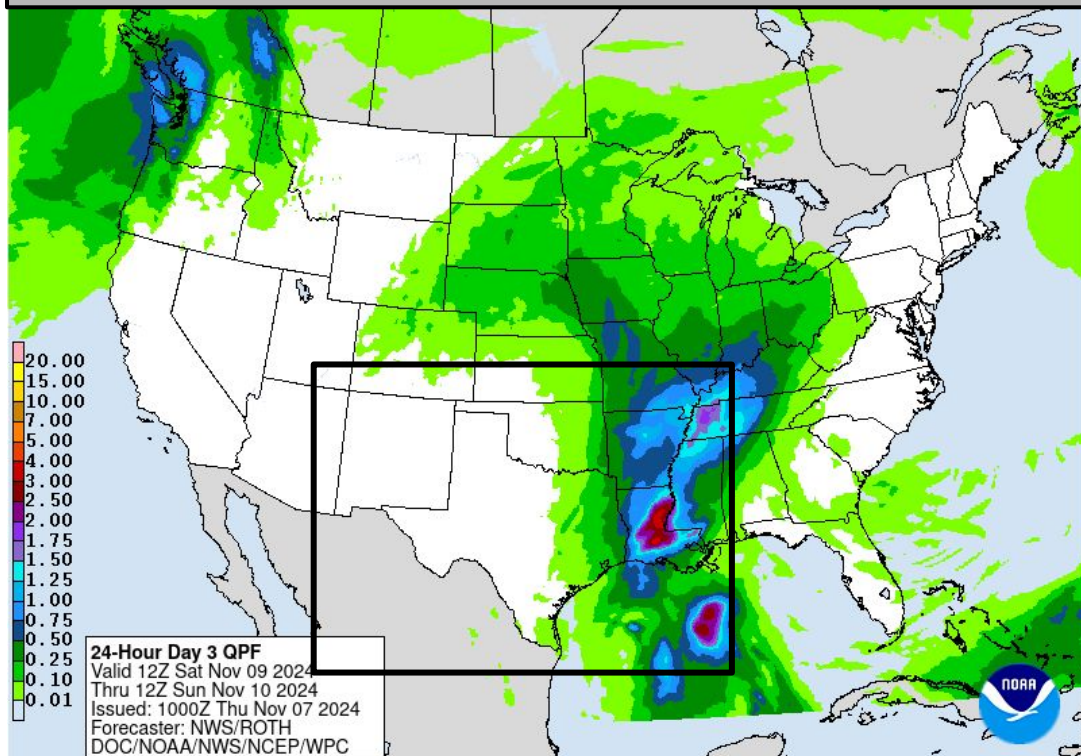 20.00
15.00
10.00
7.00
5.00
4.00
3.00
2.50
2.00
1.75
1.50
1.25
1.00
0.75
0.50
0.25
0.10
0.01
24-Hour Day 3 QPF
Valid 12Z Sat Nov 09 2024
Thru 12Z Sun Nov 10 2024
Issued: 1000Z Thu Nov 07 2024
Forecaster: NWS/ROTH
DOC/NOAA/NWS/NCEP/WPC
NOAA